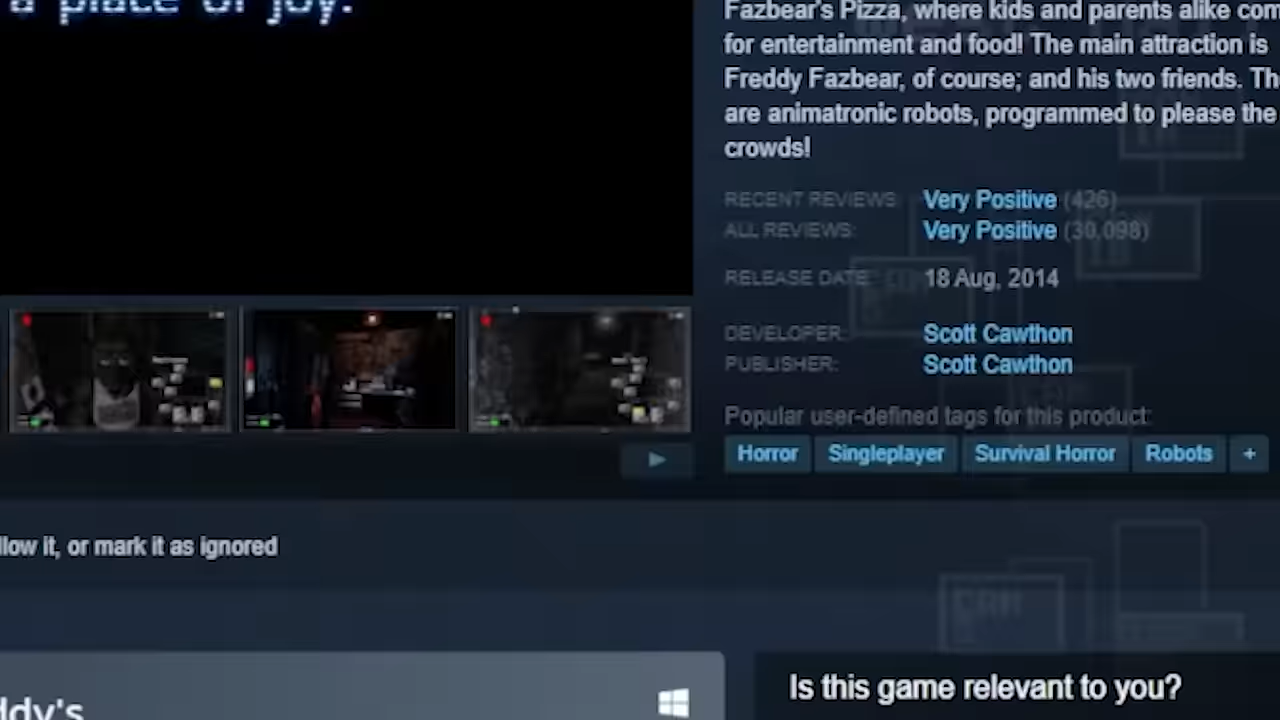 a place of joy.
Fazbear's Pizza, where kids and parents alike com
for entertainment and food! The main attraction is
Freddy Fazbear, of course; and his two friends. Th
are animatronic robots, programmed to please the
crowds!
RECENT REVIEWS: Very Positive (426)
ALL REVIEWS: Very Positive (30,098)
RELEASE DATE: 18 Aug, 2014
DEVELOPER: Scott Cawthon
PUBLISHER: Scott Cawthon
Popular user-defined tags for this product:
Horror Singleplayer Survival Horror Robots +
llow it, or mark it as ignored
ddy's
Is this game relevant to you?